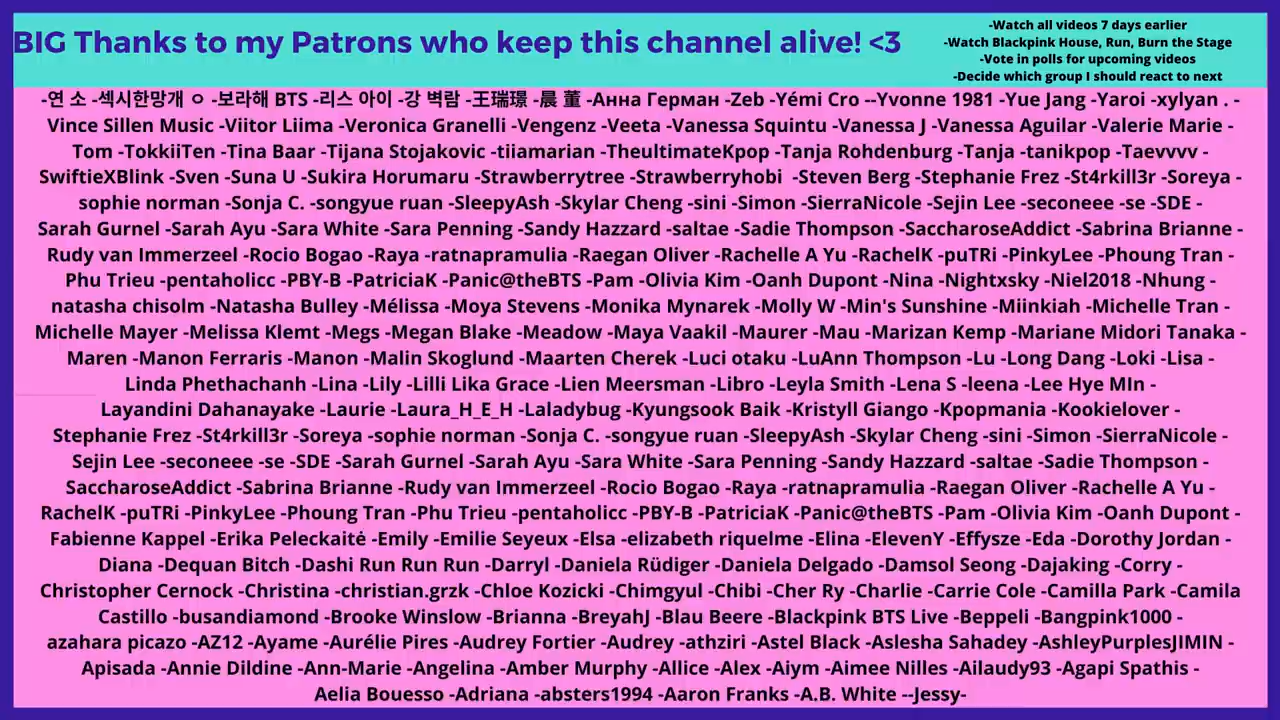 BIG Thanks to my Patrons who keep this channel alive! <3
-Watch all videos 7 days earlier
-Watch Blackpink House, Run, Burn the Stage
-Vote in polls for upcoming videos
-Decide which group I should react to next
-연 소 -섹시한망개 ㅇ -보라해 BTS -리스 아이 -강 벽람 -王瑞璟 -晨 董 -Анна Герман -Zeb -Yémi Cro --Yvonne 1981 -Yue Jang -Yaroi -xylyan . -
Vince Sillen Music -Viitor Liima -Veronica Granelli -Vengenz -Veeta -Vanessa Squintu -Vanessa J -Vanessa Aguilar -Valerie Marie -
Tom -TokkiiTen -Tina Baar -Tijana Stojakovic -tiiamarian -TheultimateKpop -Tanja Rohdenburg -Tanja -tanikpop -Taevvvv -
SwiftieXBlink -Sven -Suna U -Sukira Horumaru -Strawberrytree -Strawberryhobi -Steven Berg -Stephanie Frez -St4rkill3r -Soreya -
sophie norman -Sonja C. -songyue ruan -SleepyAsh -Skylar Cheng -sini -Simon -SierraNicole -Sejin Lee -seconeee -se -SDE -
Sarah Gurnel -Sarah Ayu -Sara White -Sara Penning -Sandy Hazzard -saltae -Sadie Thompson -SaccharoseAddict -Sabrina Brianne -
Rudy van Immerzeel -Rocio Bogao -Raya -ratnapramulia -Raegan Oliver -Rachelle A Yu -RachelK -puTRi -PinkyLee -Phoung Tran -
Phu Trieu -pentaholicc -PBY-B -PatriciaK -Panic@theBTS -Pam -Olivia Kim -Oanh Dupont -Nina -Nightxsky -Niel2018 -Nhung -
natasha chisolm -Natasha Bulley -Mélissa -Moya Stevens -Monika Mynarek -Molly W -Min's Sunshine -Miinkiah -Michelle Tran -
Michelle Mayer -Melissa Klemt -Megs -Megan Blake -Meadow -Maya Vaakil -Maurer -Mau -Marizan Kemp -Mariane Midori Tanaka -
Maren -Manon Ferraris -Manon -Malin Skoglund -Maarten Cherek -Luci otaku -LuAnn Thompson -Lu -Long Dang -Loki -Lisa -
Linda Phethachanh -Lina -Lily -Lilli Lika Grace -Lien Meersman -Libro -Leyla Smith -Lena S -leena -Lee Hye MIn -
Layandini Dahanayake -Laurie -Laura_H_E_H -Laladybug -Kyungsook Baik -Kristyll Giango -Kpopmania -Kookielover -
Stephanie Frez -St4rkill3r -Soreya -sophie norman -Sonja C. -songyue ruan -SleepyAsh -Skylar Cheng -sini -Simon -SierraNicole -
Sejin Lee -seconeee -se -SDE -Sarah Gurnel -Sarah Ayu -Sara White -Sara Penning -Sandy Hazzard -saltae -Sadie Thompson -
SaccharoseAddict -Sabrina Brianne -Rudy van Immerzeel -Rocio Bogao -Raya -ratnapramulia -Raegan Oliver -Rachelle A Yu -
RachelK -puTRi -PinkyLee -Phoung Tran -Phu Trieu -pentaholicc -PBY-B -PatriciaK -Panic@theBTS -Pam -Olivia Kim -Oanh Dupont -
Fabienne Kappel -Erika Peleckaitė -Emily -Emilie Seyeux -Elsa -elizabeth riquelme -Elina -ElevenY -Effysze -Eda -Dorothy Jordan -
Diana -Dequan Bitch -Dashi Run Run Run -Darryl -Daniela Rüdiger -Daniela Delgado -Damsol Seong -Dajaking -Corry -
Christopher Cernock -Christina -christian.grzk -Chloe Kozicki -Chimgyul -Chibi -Cher Ry -Charlie -Carrie Cole -Camilla Park -Camila
Castillo -busandiamond -Brooke Winslow -Brianna -BreyahJ -Blau Beere -Blackpink BTS Live -Beppeli -Bangpink1000 -
azahara picazo -AZ12 -Ayame -Aurélie Pires -Audrey Fortier -Audrey -athziri -Astel Black -Aslesha Sahadey -AshleyPurplesJIMIN -
Apisada -Annie Dildine -Ann-Marie -Angelina -Amber Murphy -Allice -Alex -Aiym -Aimee Nilles -Ailaudy93 -Agapi Spathis -
Aelia Bouesso -Adriana -absters1994 -Aaron Franks -A.B. White --Jessy-